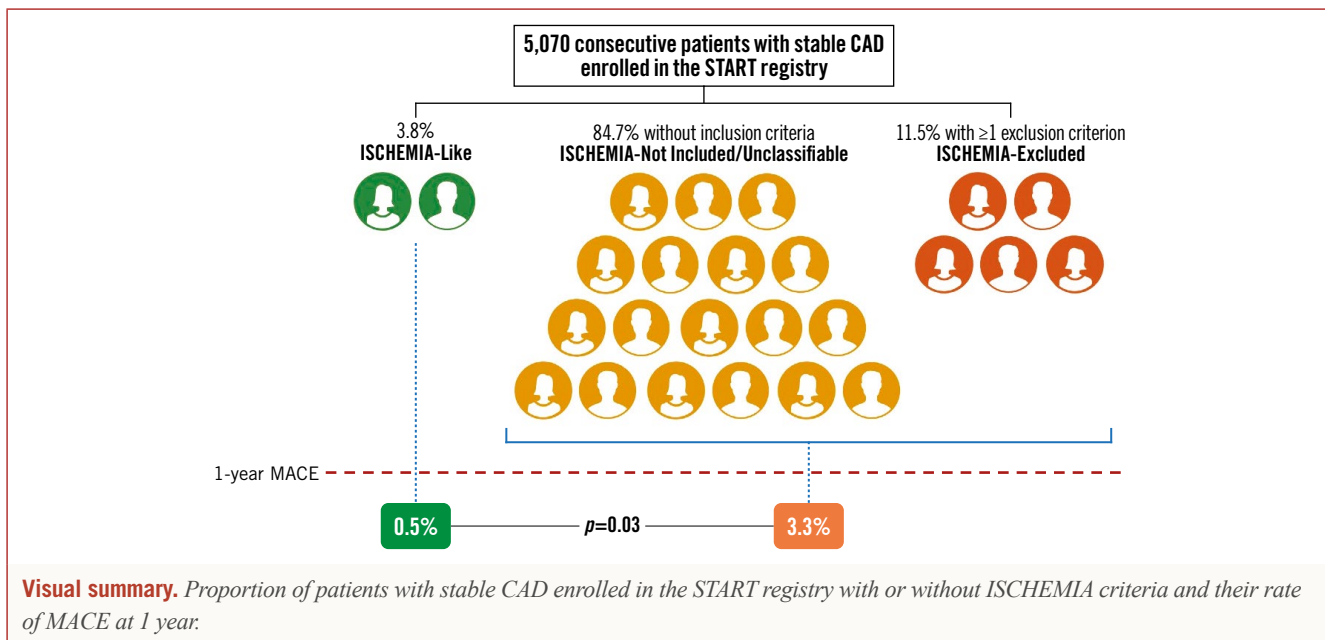 5,070 consecutive patients with stable CAD
enrolled in the START registry
3.8%
ISCHEMIA-Like
84.7% without inclusion criteria
ISCHEMIA-Not Included/Unclassifiable
11.5% with ≥1 exclusion criterion
ISCHEMIA-Excluded
1-year MACE
0.5%
p=0.03
3.3%
Visual summary. Proportion of patients with stable CAD enrolled in the START registry with or without ISCHEMIA criteria and their rate
of MACE at 1 year.